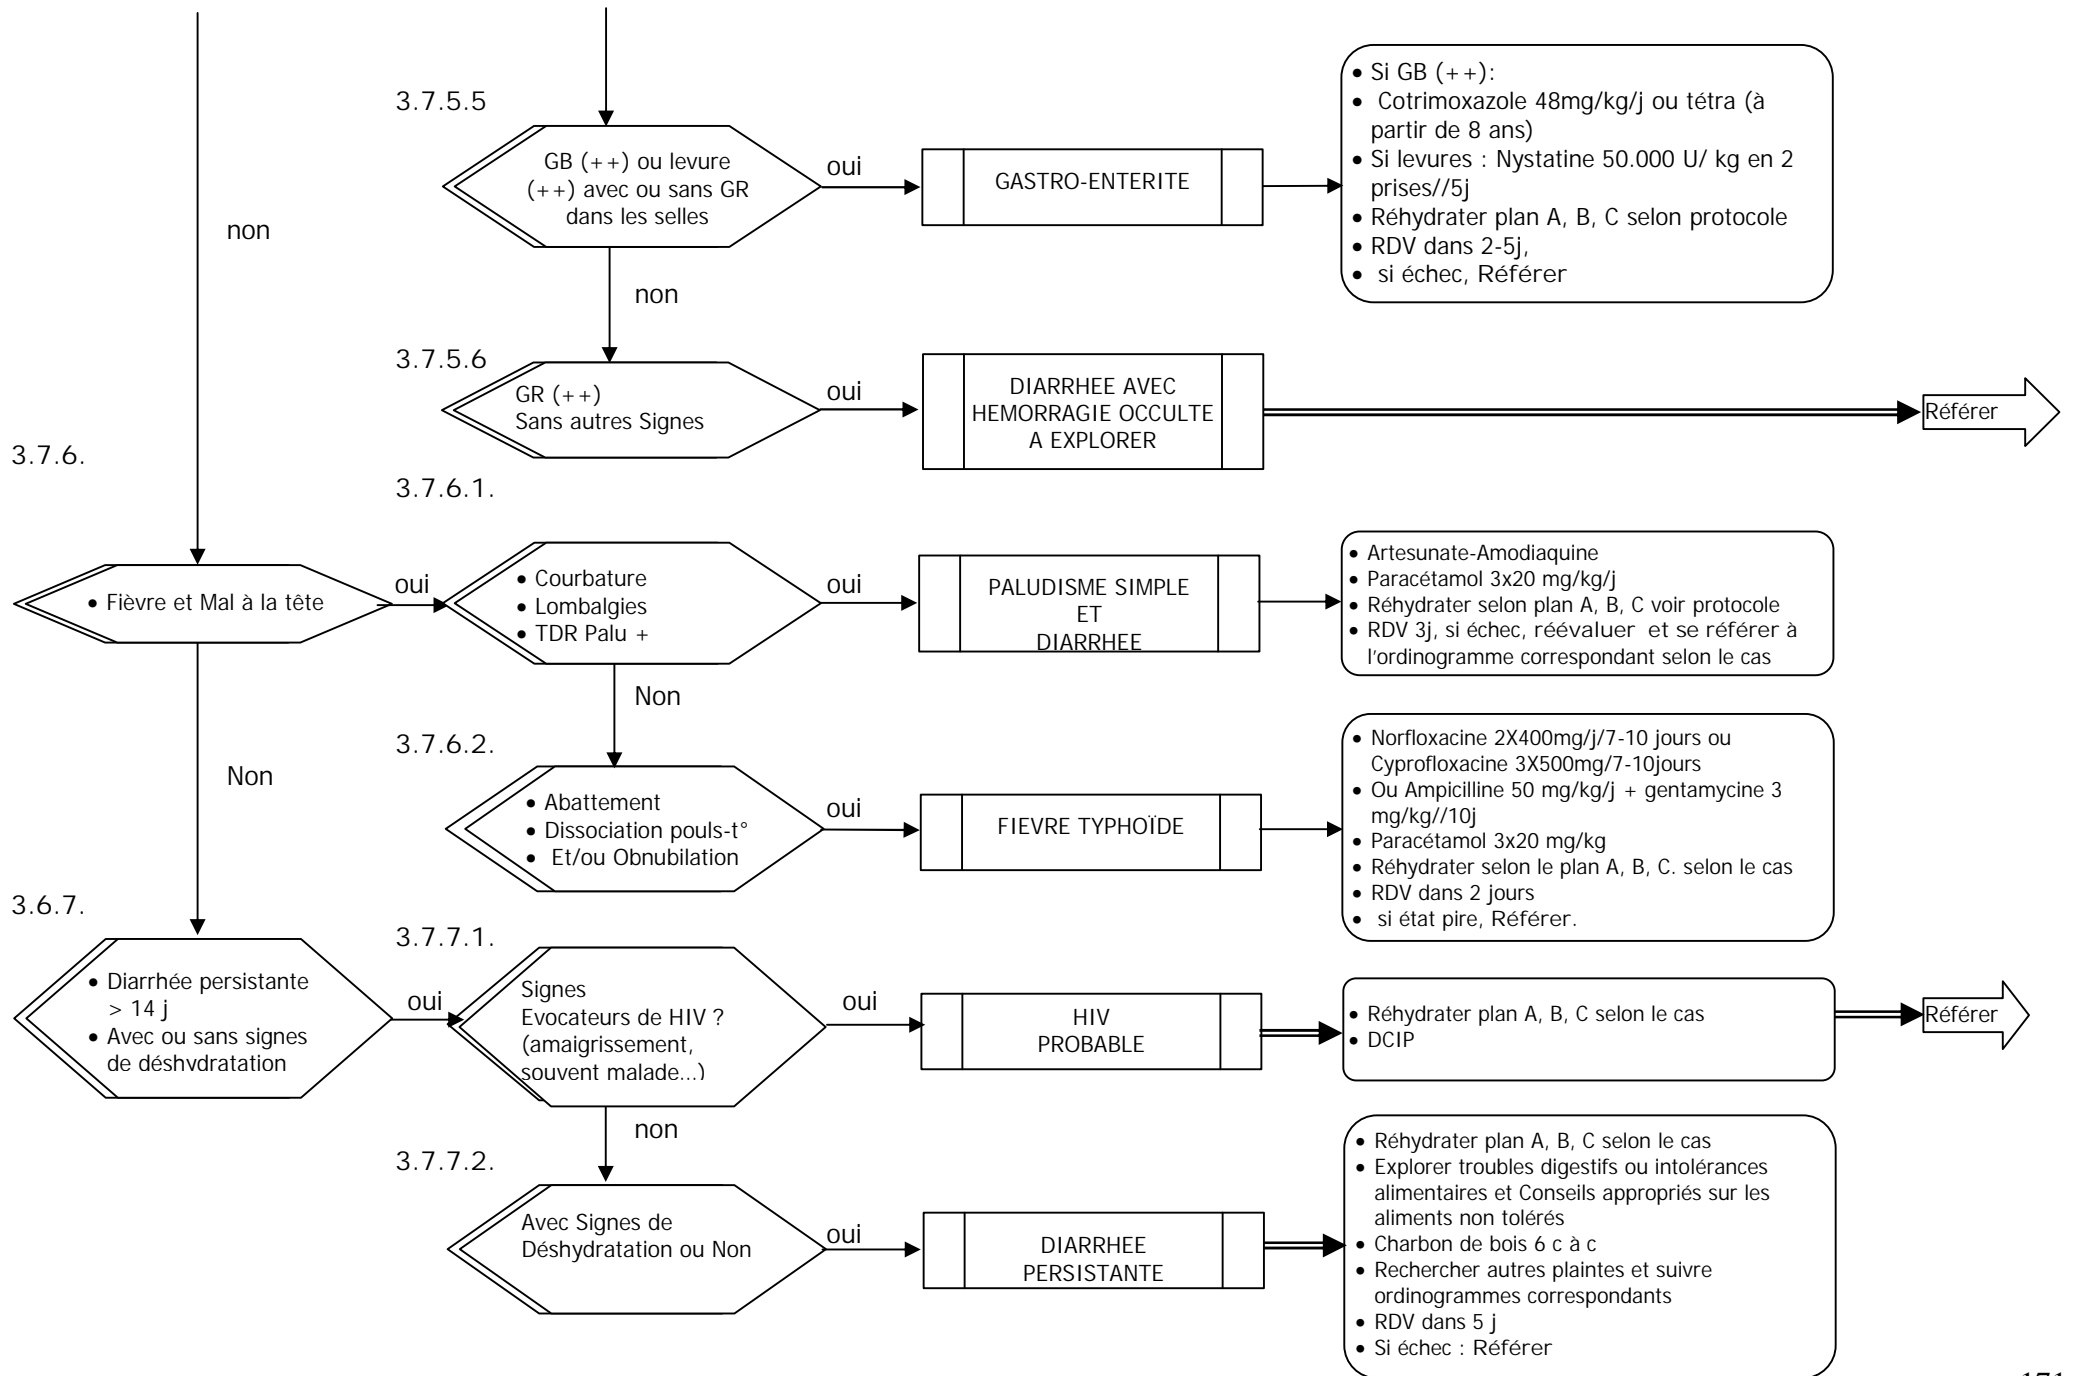 3.7.5.5
GB (++) ou levure
(++) avec ou sans GR
dans les selles
oui
GASTRO-ENTERITE
• Si GB (++):
• Cotrimoxazole 48mg/kg/j ou tétra (à
partir de 8 ans)
• Si levures : Nystatine 50.000 U/ kg en 2
prises//5j
• Réhydrater plan A, B, C selon protocole
• RDV dans 2-5j,
• si échec, Référer
non
non
3.7.5.6
GR (++)
Sans autres Signes
oui
DIARRHEE AVEC
HEMORRAGIE OCCULTE
A EXPLORER
Référer
3.7.6.
3.7.6.1.
• Fièvre et Mal à la tête
oui
• Courbature
• Lombalgies
• TDR Palu +
oui
PALUDISME SIMPLE
ET
DIARRHEE
• Artesunate-Amodiaquine
• Paracétamol 3x20 mg/kg/j
• Réhydrater selon plan A, B, C voir protocole
• RDV 3j, si échec, réévaluer et se référer à
l'ordinogramme correspondant selon le cas
Non
Non
3.7.6.2.
• Abattement
• Dissociation pouls-t°
• Et/ou Obnubilation
oui
FIEVRE TYPHOÏDE
• Norfloxacine 2X400mg/j/7-10 jours ou
Cyprofloxacine 3X500mg/7-10jours
• Ou Ampicilline 50 mg/kg/j + gentamycine 3
mg/kg//10j
• Paracétamol 3x20 mg/kg
• Réhydrater selon le plan A, B, C. selon le cas
• RDV dans 2 jours
• si état pire, Référer.
3.6.7.
• Diarrhée persistante
> 14 j
• Avec ou sans signes
de déshydratation
oui
3.7.7.1.
Signes
Evocateurs de HIV ?
(amaigrissement,
souvent malade...)
oui
HIV
PROBABLE
• Réhydrater plan A, B, C selon le cas
• DCIP
Référer
non
3.7.7.2.
Avec Signes de
Déshydratation ou Non
oui
DIARRHEE
PERSISTANTE
• Réhydrater plan A, B, C selon le cas
• Explorer troubles digestifs ou intolérances
alimentaires et Conseils appropriés sur les
aliments non tolérés
• Charbon de bois 6 c à c
• Rechercher autres plaintes et suivre
ordinogrammes correspondants
• RDV dans 5 j
• Si échec : Référer